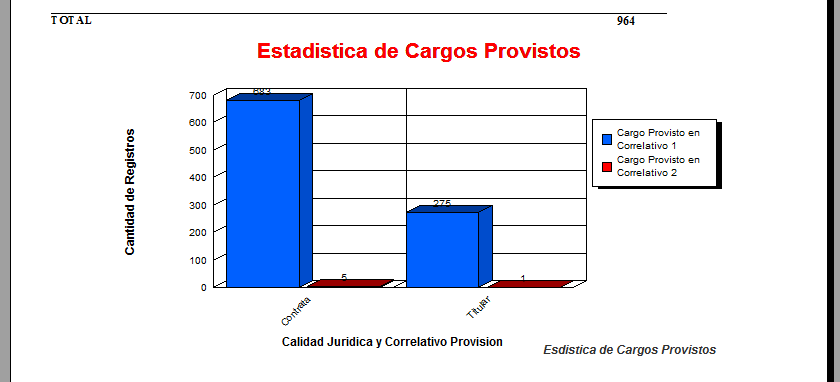 TOTAL 964
Estadistica de Cargos Provistos
Cantidad de Registros
700
600
500
400
300
200
100
0
683
5
275
1
Contrata
Titular
Calidad Juridica y Correlativo Provision
Cargo Provisto en
Correlativo 1
Cargo Provisto en
Correlativo 2
Esdistica de Cargos Provistos